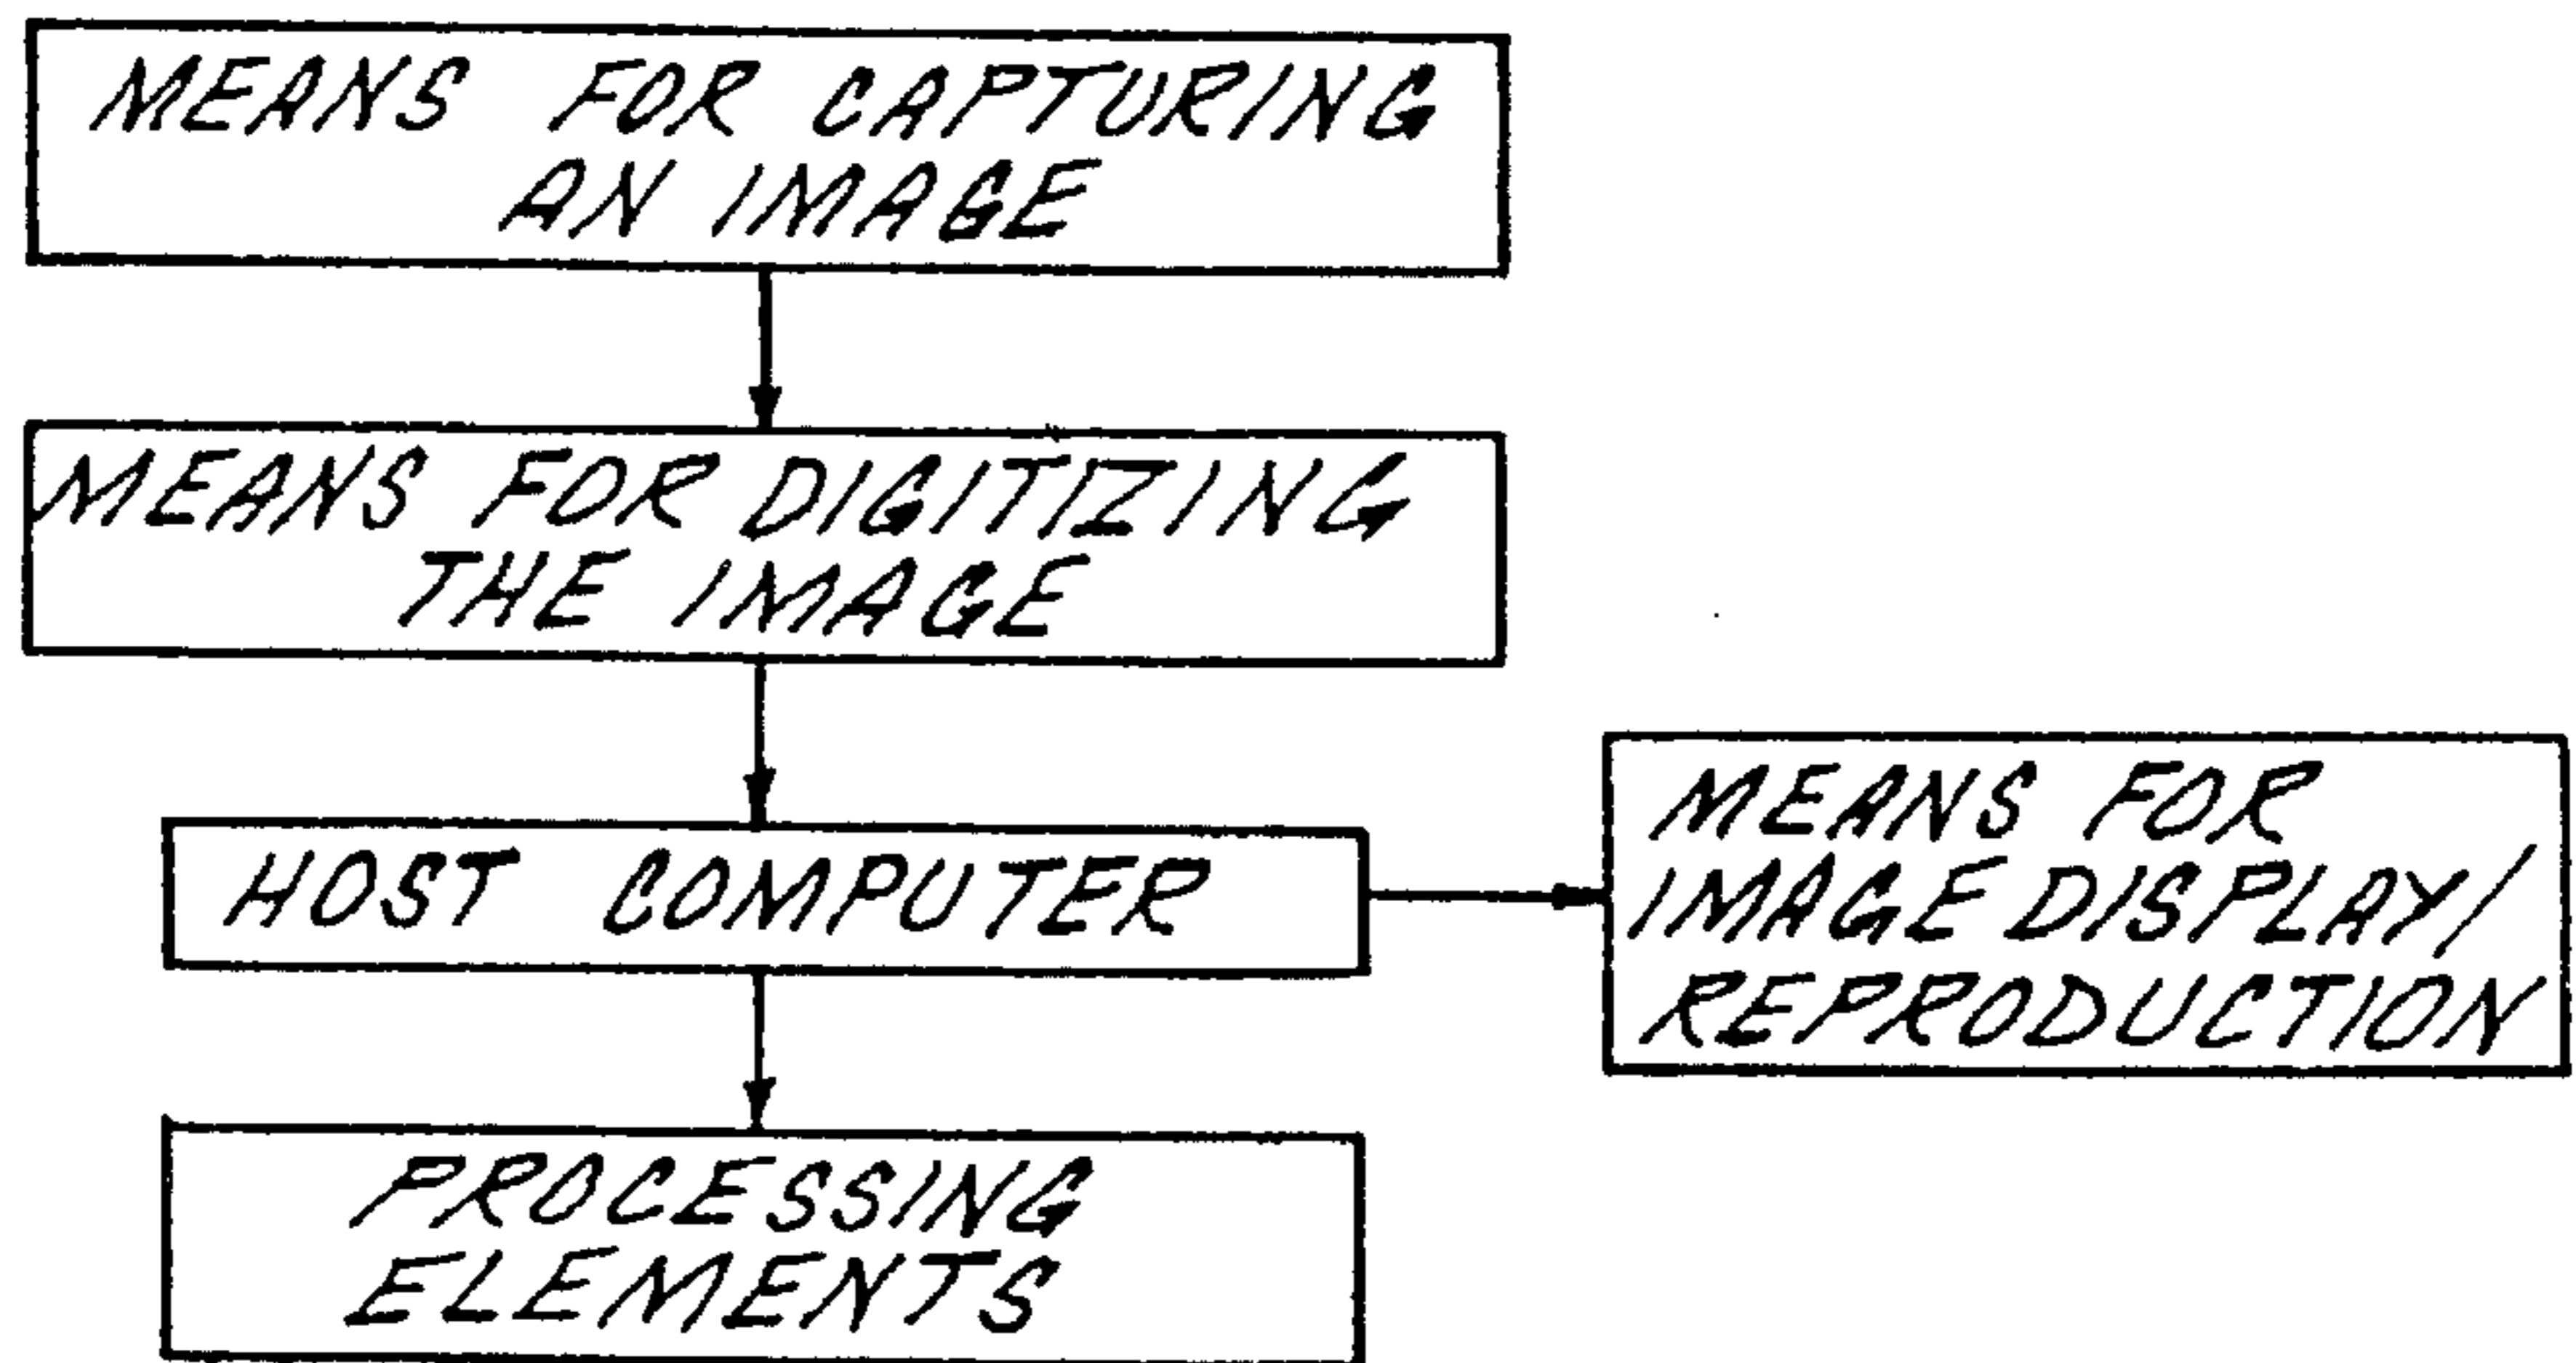 MEANS FOR CAPTURING
AN IMAGE
MEANS FOR DIGITIZING
THE IMAGE
HOST COMPUTER
MEANS FOR
IMAGE DISPLAY/
REPRODUCTION
PROCESSING
ELEMENTS